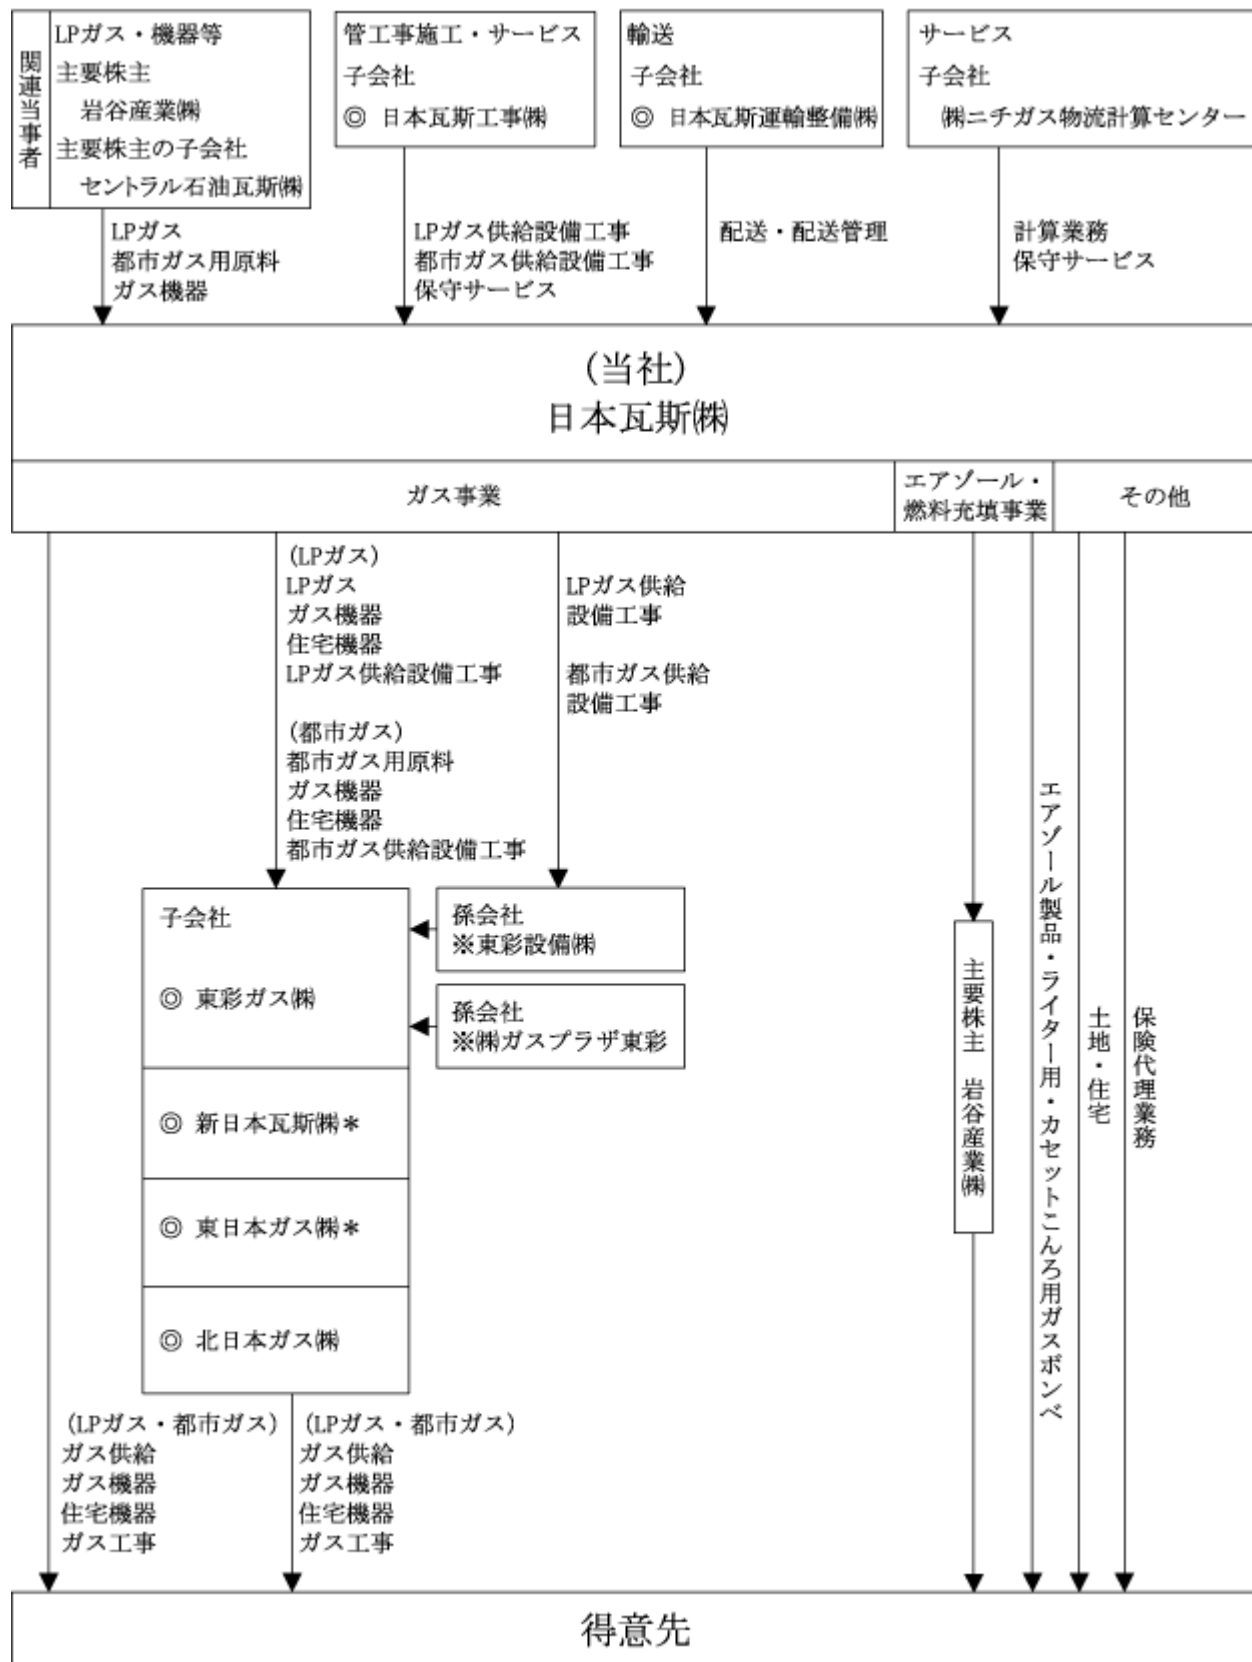 関連当事者
LPガス・機器等
主要株主
岩谷産業㈱
主要株主の子会社
セントラル石油瓦斯㈱
管工事施工・サービス
子会社
◎ 日本瓦斯工事㈱
輸送
子会社
◎ 日本瓦斯運輸整備㈱
サービス
子会社
㈱ニチガス物流計算センター
LPガス
都市ガス用原料
ガス機器
LPガス供給設備工事
都市ガス供給設備工事
保守サービス
配送・配送管理
計算業務
保守サービス
(当社)
日本瓦斯㈱
ガス事業
エアゾール・
燃料充填事業
その他
(LPガス)
LPガス
ガス機器
住宅機器
LPガス供給設備工事
(都市ガス)
都市ガス用原料
ガス機器
住宅機器
都市ガス供給設備工事
LPガス供給
設備工事
都市ガス供給
設備工事
子会社
◎ 東彩ガス㈱
◎ 新日本瓦斯㈱＊
◎ 東日本ガス㈱＊
◎ 北日本ガス㈱
孫会社
※東彩設備㈱
孫会社
※㈱ガスプラザ東彩
主要株主　岩谷産業㈱
エアゾール製品・ライター用・カセットこんろ用ガスボンベ
土地・住宅
保険代理業務
(LPガス・都市ガス)
ガス供給
ガス機器
住宅機器
ガス工事
(LPガス・都市ガス)
ガス供給
ガス機器
住宅機器
ガス工事
得意先